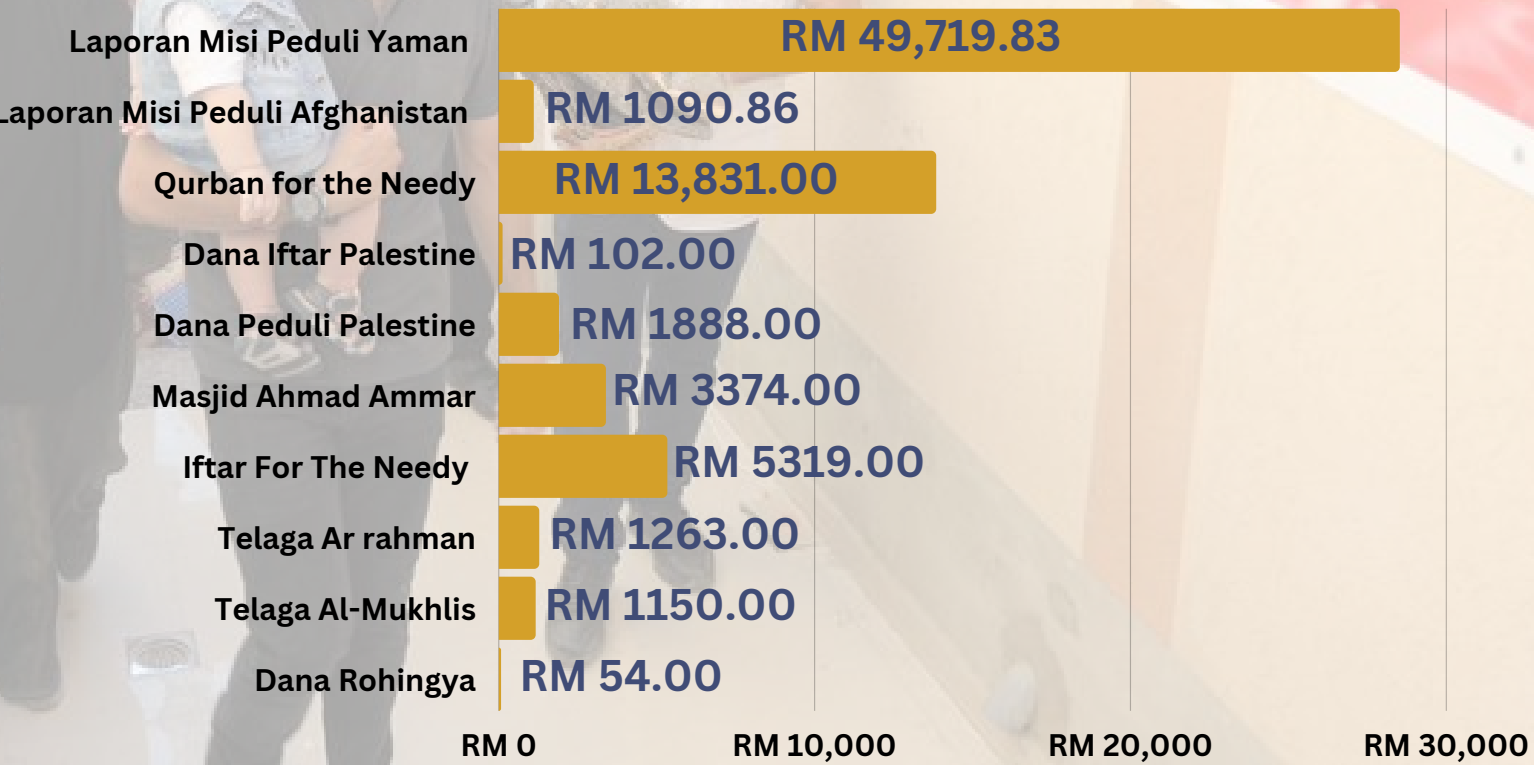 Laporan Misi Peduli Yaman RM 49,719.83
Laporan Misi Peduli Afghanistan RM 1090.86
Qurban for the Needy RM 13,831.00
Dana Iftar Palestine RM 102.00
Dana Peduli Palestine RM 1888.00
Masjid Ahmad Ammar RM 3374.00
Iftar For The Needy RM 5319.00
Telaga Ar rahman RM 1263.00
Telaga Al-Mukhlis RM 1150.00
Dana Rohingya RM 54.00
RM 0 RM 10,000 RM 20,000 RM 30,000